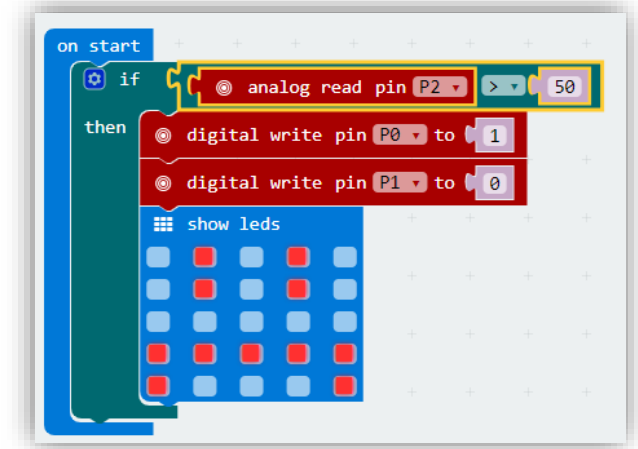 on start
if analog read pin P2 > 50
then digital write pin P0 to 1
digital write pin P1 to 0
show leds